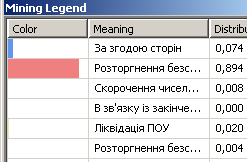 Mining Legend
Color Meaning Distribu
За згодою сторін 0,074
Розторгнення безс... 0,894
Скорочення чисел... 0,008
В зв'язку із закінче... 0,000
Ліквідація ПОУ 0,020
Розторгнення безс... 0,004